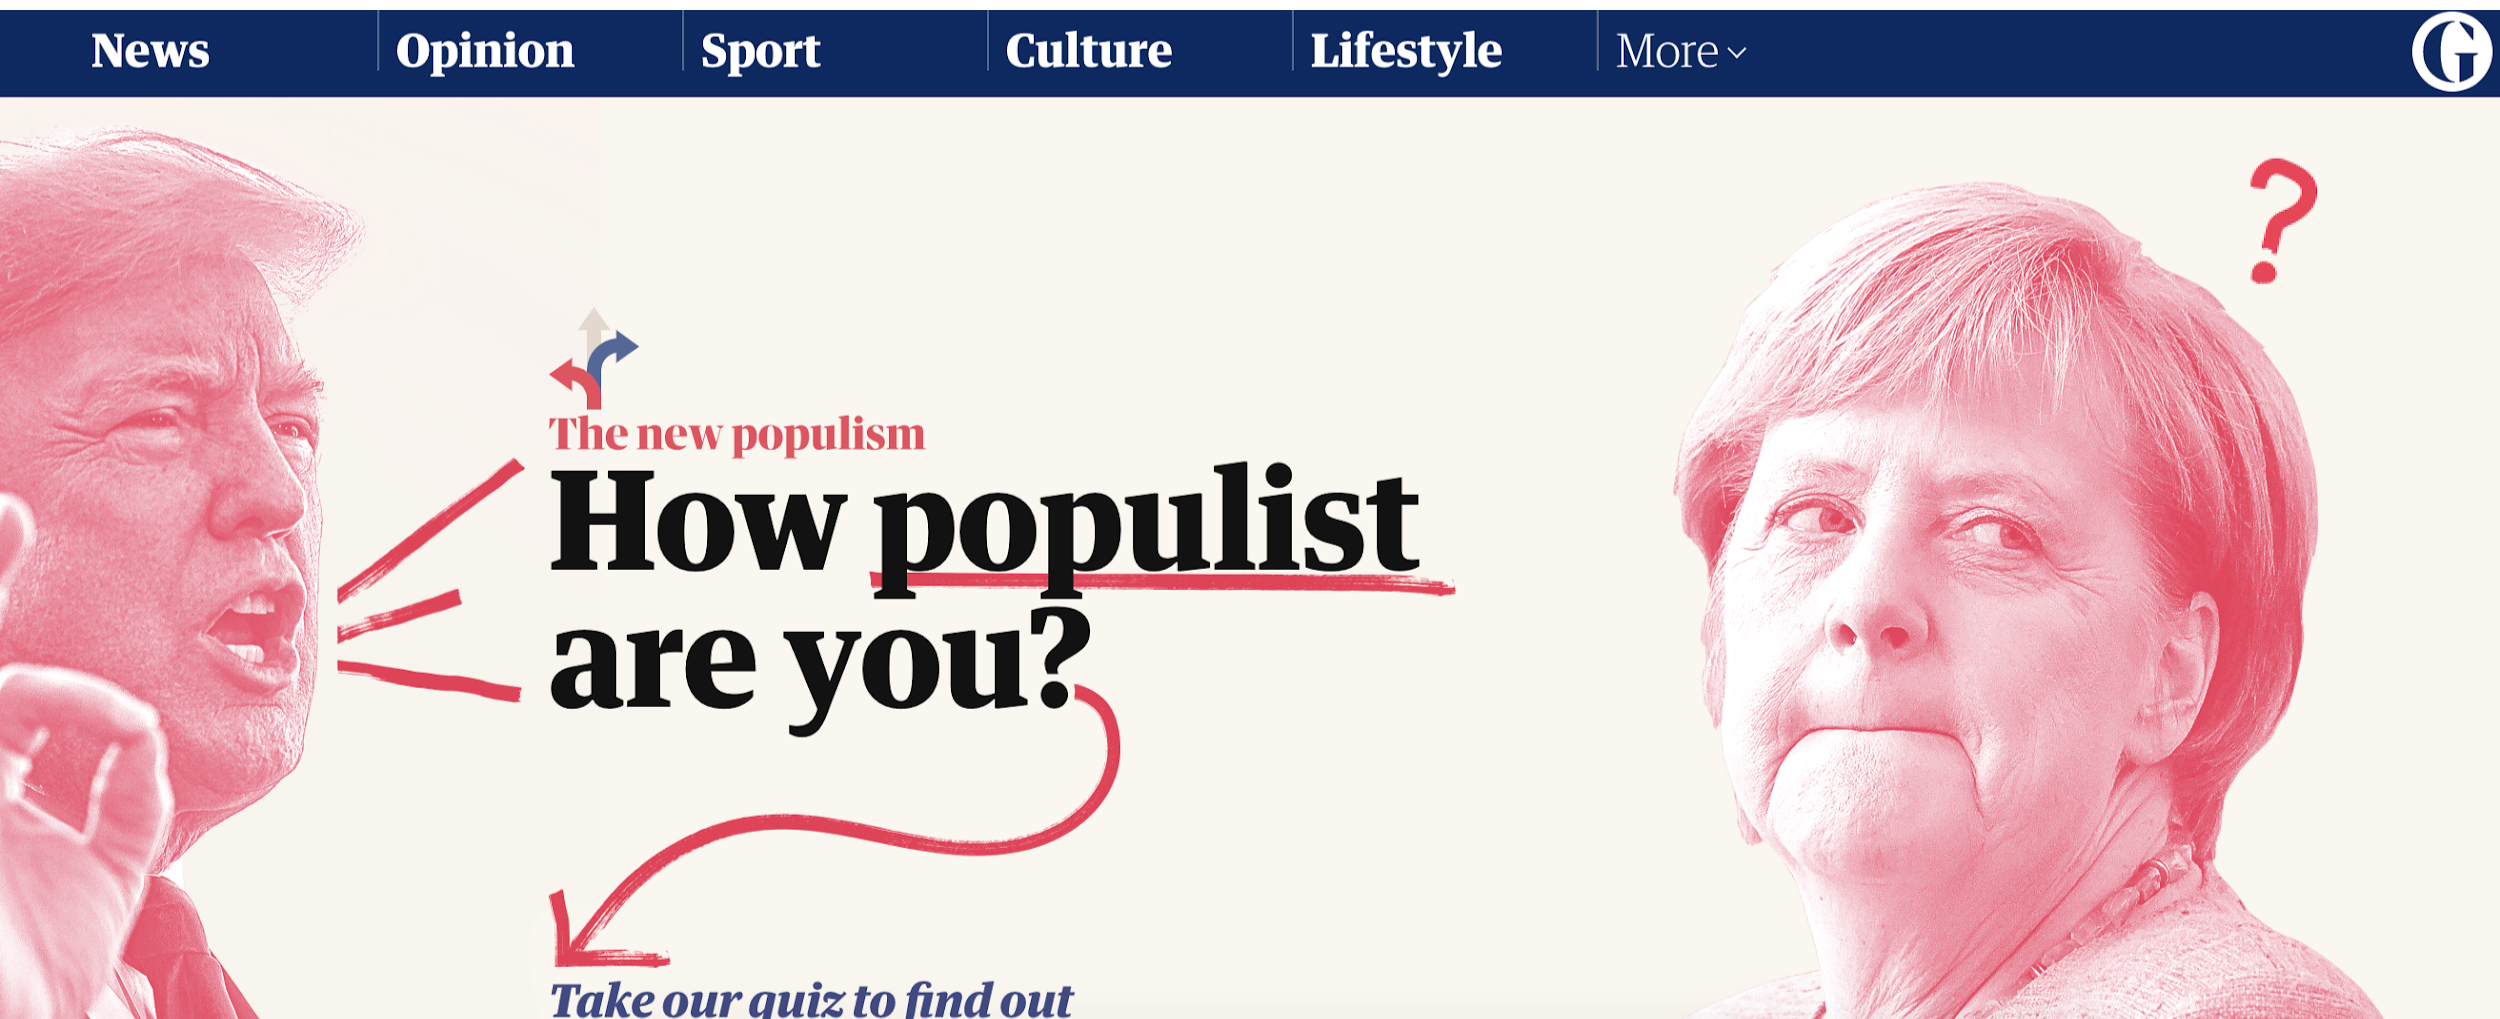 News
Opinion
Sport
Culture
Lifestyle
More
G
?
The new populism
How populist
are you?
Take our quiz to find out